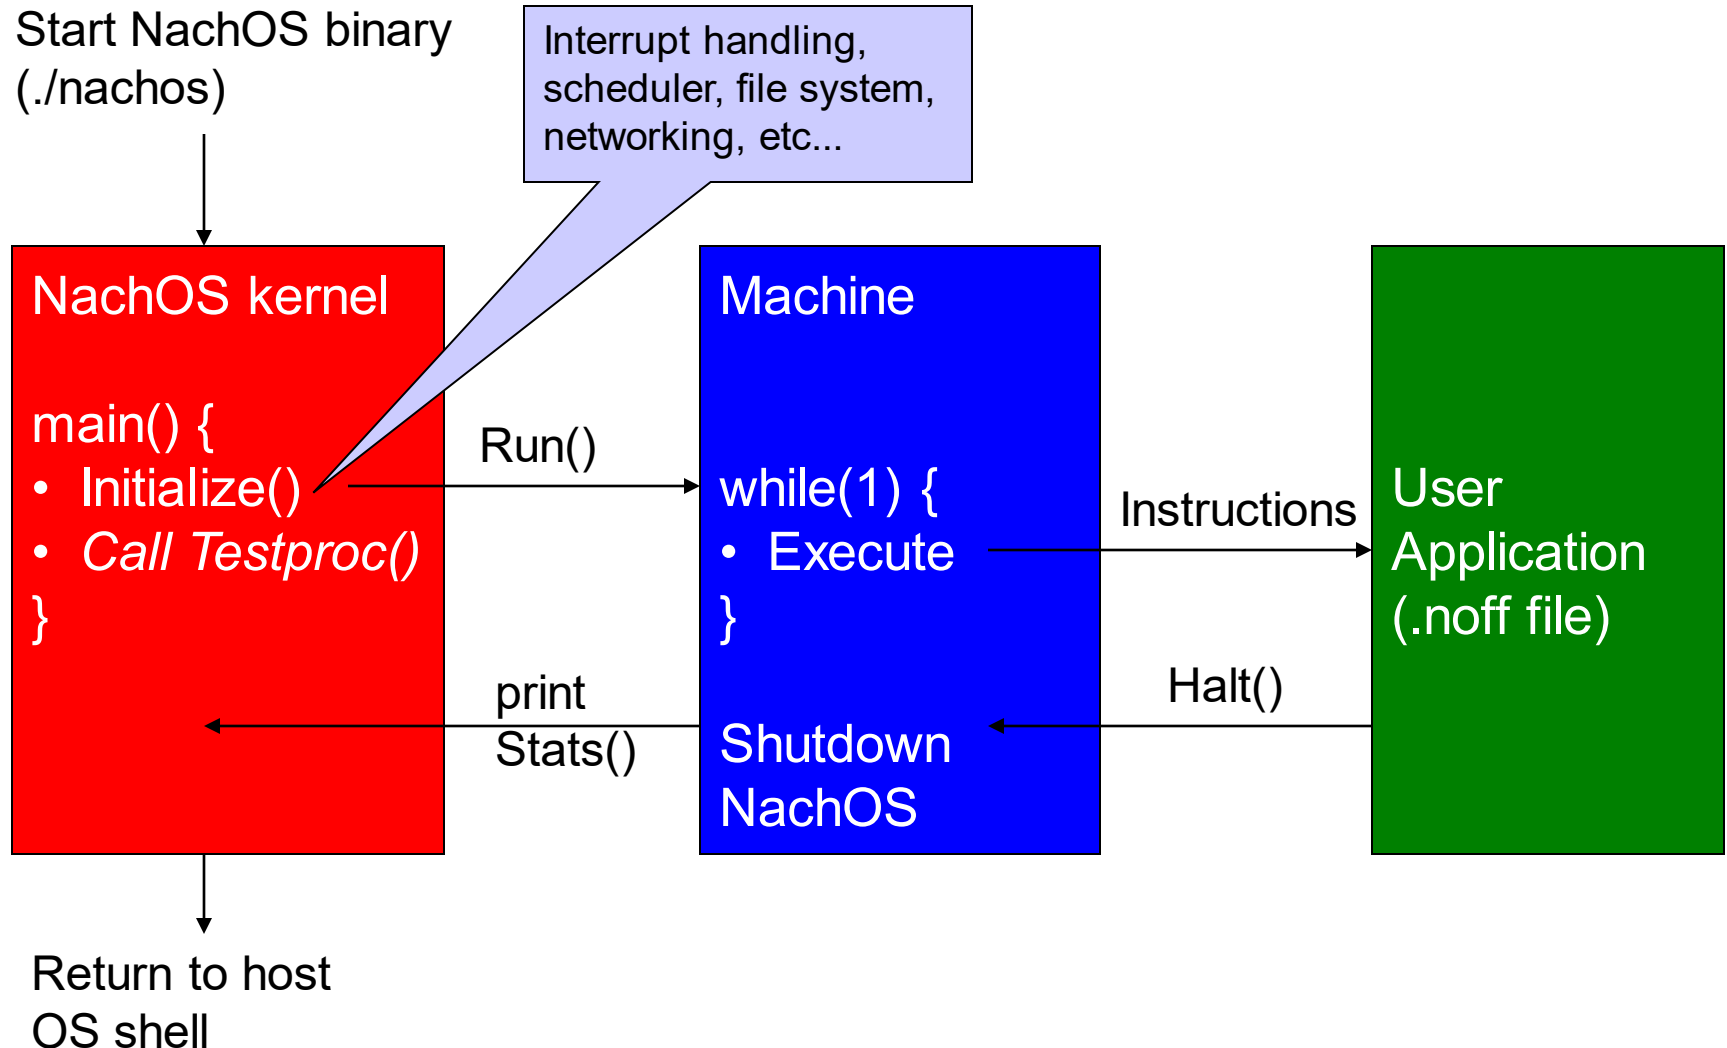 Start NachOS binary
(./nachos)
Interrupt handling,
scheduler, file system,
networking, etc...
NachOS kernel
main() {
• Initialize()
• Call Testproc()
}
Run()
print
Stats()
Machine
while(1) {
• Execute
}
Shutdown
NachOS
Instructions
Halt()
User
Application
(.noff file)
Return to host
OS shell